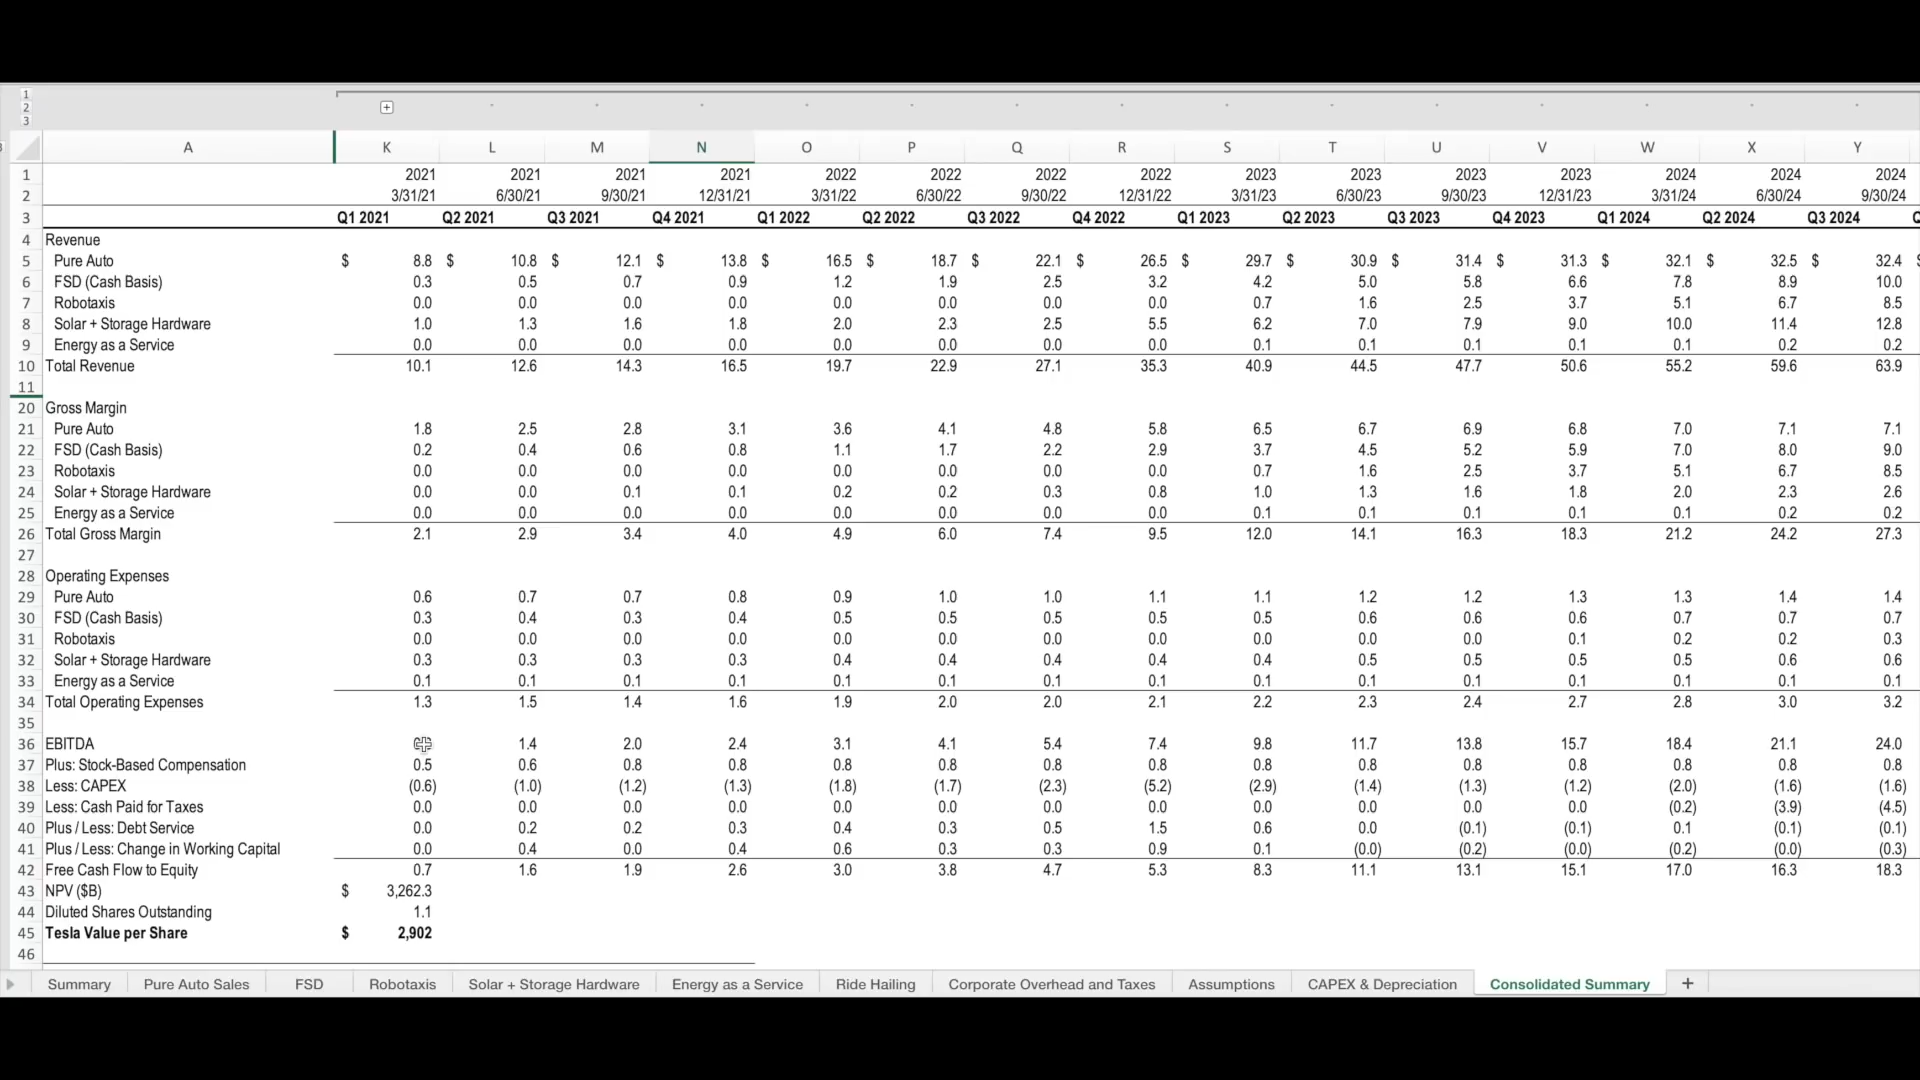 1
2
3
A K L M N O P Q R S T U V W X Y
1 2021 2021 2021 2021 2022 2022 2022 2022 2023 2023 2023 2023 2024 2024 2024
2 3/31/21 6/30/21 9/30/21 12/31/21 3/31/22 6/30/22 9/30/22 12/31/22 3/31/23 6/30/23 9/30/23 12/31/23 3/31/24 6/30/24 9/30/24
3 Q1 2021 Q2 2021 Q3 2021 Q4 2021 Q1 2022 Q2 2022 Q3 2022 Q4 2022 Q1 2023 Q2 2023 Q3 2023 Q4 2023 Q1 2024 Q2 2024 Q3 2024
4 Revenue
5 Pure Auto $ 8.8 $ 10.8 $ 12.1 $ 13.8 $ 16.5 $ 18.7 $ 22.1 $ 26.5 $ 29.7 $ 30.9 $ 31.4 $ 31.3 $ 32.1 $ 32.5 $ 32.4
6 FSD (Cash Basis) 0.3 0.5 0.7 0.9 1.2 1.9 2.5 3.2 4.2 5.0 5.8 6.6 7.8 8.9 10.0
7 Robotaxis 0.0 0.0 0.0 0.0 0.0 0.0 0.0 0.0 0.7 1.6 2.5 3.7 5.1 6.7 8.5
8 Solar + Storage Hardware 1.0 1.3 1.6 1.8 2.0 2.3 2.5 5.5 6.2 7.0 7.9 9.0 10.0 11.4 12.8
9 Energy as a Service 0.0 0.0 0.0 0.0 0.0 0.0 0.0 0.0 0.1 0.1 0.1 0.1 0.1 0.2 0.2
10 Total Revenue 10.1 12.6 14.3 16.5 19.7 22.9 27.1 35.3 40.9 44.5 47.7 50.6 55.2 59.6 63.9
11
20 Gross Margin
21 Pure Auto 1.8 2.5 2.8 3.1 3.6 4.1 4.8 5.8 6.5 6.7 6.9 6.8 7.0 7.1 7.1
22 FSD (Cash Basis) 0.2 0.4 0.6 0.8 1.1 1.7 2.2 2.9 3.7 4.5 5.2 5.9 7.0 8.0 9.0
23 Robotaxis 0.0 0.0 0.0 0.0 0.0 0.0 0.0 0.0 0.7 1.6 2.5 3.7 5.1 6.7 8.5
24 Solar + Storage Hardware 0.0 0.0 0.1 0.1 0.2 0.2 0.3 0.8 1.0 1.3 1.6 1.8 2.0 2.3 2.6
25 Energy as a Service 0.0 0.0 0.0 0.0 0.0 0.0 0.0 0.0 0.1 0.1 0.1 0.1 0.1 0.2 0.2
26 Total Gross Margin 2.1 2.9 3.4 4.0 4.9 6.0 7.4 9.5 12.0 14.1 16.3 18.3 21.2 24.2 27.3
27
28 Operating Expenses
29 Pure Auto 0.6 0.7 0.7 0.8 0.9 1.0 1.0 1.1 1.1 1.2 1.2 1.3 1.3 1.4 1.4
30 FSD (Cash Basis) 0.3 0.4 0.3 0.4 0.5 0.5 0.5 0.5 0.5 0.6 0.6 0.6 0.7 0.7 0.7
31 Robotaxis 0.0 0.0 0.0 0.0 0.0 0.0 0.0 0.0 0.0 0.0 0.0 0.1 0.2 0.2 0.3
32 Solar + Storage Hardware 0.3 0.3 0.3 0.3 0.4 0.4 0.4 0.4 0.4 0.5 0.5 0.5 0.5 0.6 0.6
33 Energy as a Service 0.1 0.1 0.1 0.1 0.1 0.1 0.1 0.1 0.1 0.1 0.1 0.1 0.1 0.1 0.1
34 Total Operating Expenses 1.3 1.5 1.4 1.6 1.9 2.0 2.0 2.1 2.2 2.3 2.4 2.7 2.8 3.0 3.2
35
36 EBITDA 1.4 2.0 2.4 3.1 4.1 5.4 7.4 9.8 11.7 13.8 15.7 18.4 21.1 24.0
37 Plus: Stock-Based Compensation 0.5 0.6 0.8 0.8 0.8 0.8 0.8 0.8 0.8 0.8 0.8 0.8 0.8 0.8 0.8
38 Less: CAPEX (0.6) (1.0) (1.2) (1.3) (1.8) (1.7) (2.3) (5.2) (2.9) (1.4) (1.3) (1.2) (2.0) (1.6) (1.6)
39 Less: Cash Paid for Taxes 0.0 0.0 0.0 0.0 0.0 0.0 0.0 0.0 0.0 0.0 0.0 0.0 (0.2) (3.9) (4.5)
40 Plus / Less: Debt Service 0.0 0.2 0.2 0.3 0.4 0.3 0.5 1.5 0.6 0.0 (0.1) (0.1) 0.1 (0.1) (0.1)
41 Plus / Less: Change in Working Capital 0.0 0.4 0.0 0.4 0.6 0.3 0.3 0.9 0.1 (0.0) (0.2) (0.0) (0.2) (0.0) (0.3)
42 Free Cash Flow to Equity 0.7 1.6 1.9 2.6 3.0 3.8 4.7 5.3 8.3 11.1 13.1 15.1 17.0 16.3 18.3
43 NPV ($B) $ 3,262.3
44 Diluted Shares Outstanding 1.1
45 Tesla Value per Share $ 2,902
46
Summary Pure Auto Sales FSD Robotaxis Solar + Storage Hardware Energy as a Service Ride Hailing Corporate Overhead and Taxes Assumptions CAPEX & Depreciation Consolidated Summary +